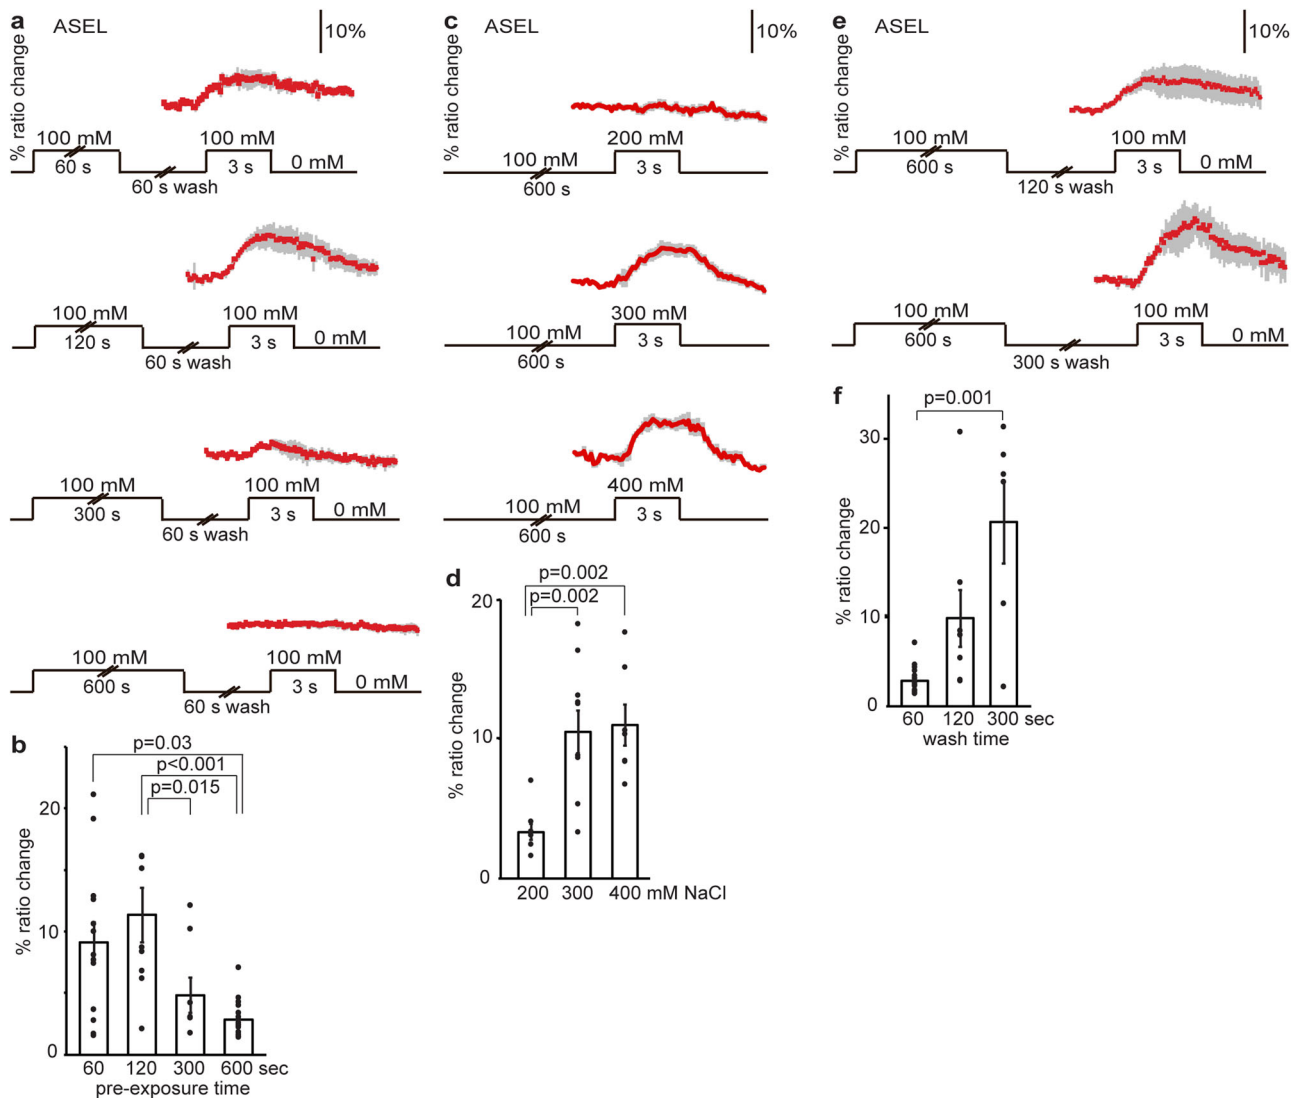 a
ASEL
10%
% ratio change
100 mM
100 mM
60 s
3 s
0 mM
60 s wash
100 mM
100 mM
120 s
3 s
0 mM
60 s wash
100 mM
100 mM
300 s
3 s
0 mM
60 s wash
100 mM
100 mM
600 s
3 s
0 mM
60 s wash
b
p=0.03
p<0.001
p=0.015
% ratio change
20
10
0
60 120 300 600 sec
pre-exposure time
c
ASEL
10%
% ratio change
200 mM
100 mM
3 s
600 s
300 mM
100 mM
3 s
600 s
400 mM
100 mM
3 s
600 s
d
p=0.002
p=0.002
% ratio change
20
10
0
200 300 400 mM NaCl
e
ASEL
10%
% ratio change
100 mM
100 mM
600 s
3 s
0 mM
120 s wash
100 mM
100 mM
600 s
3 s
0 mM
300 s wash
f
p=0.001
% ratio change
30
20
10
0
60 120 300 sec
wash time